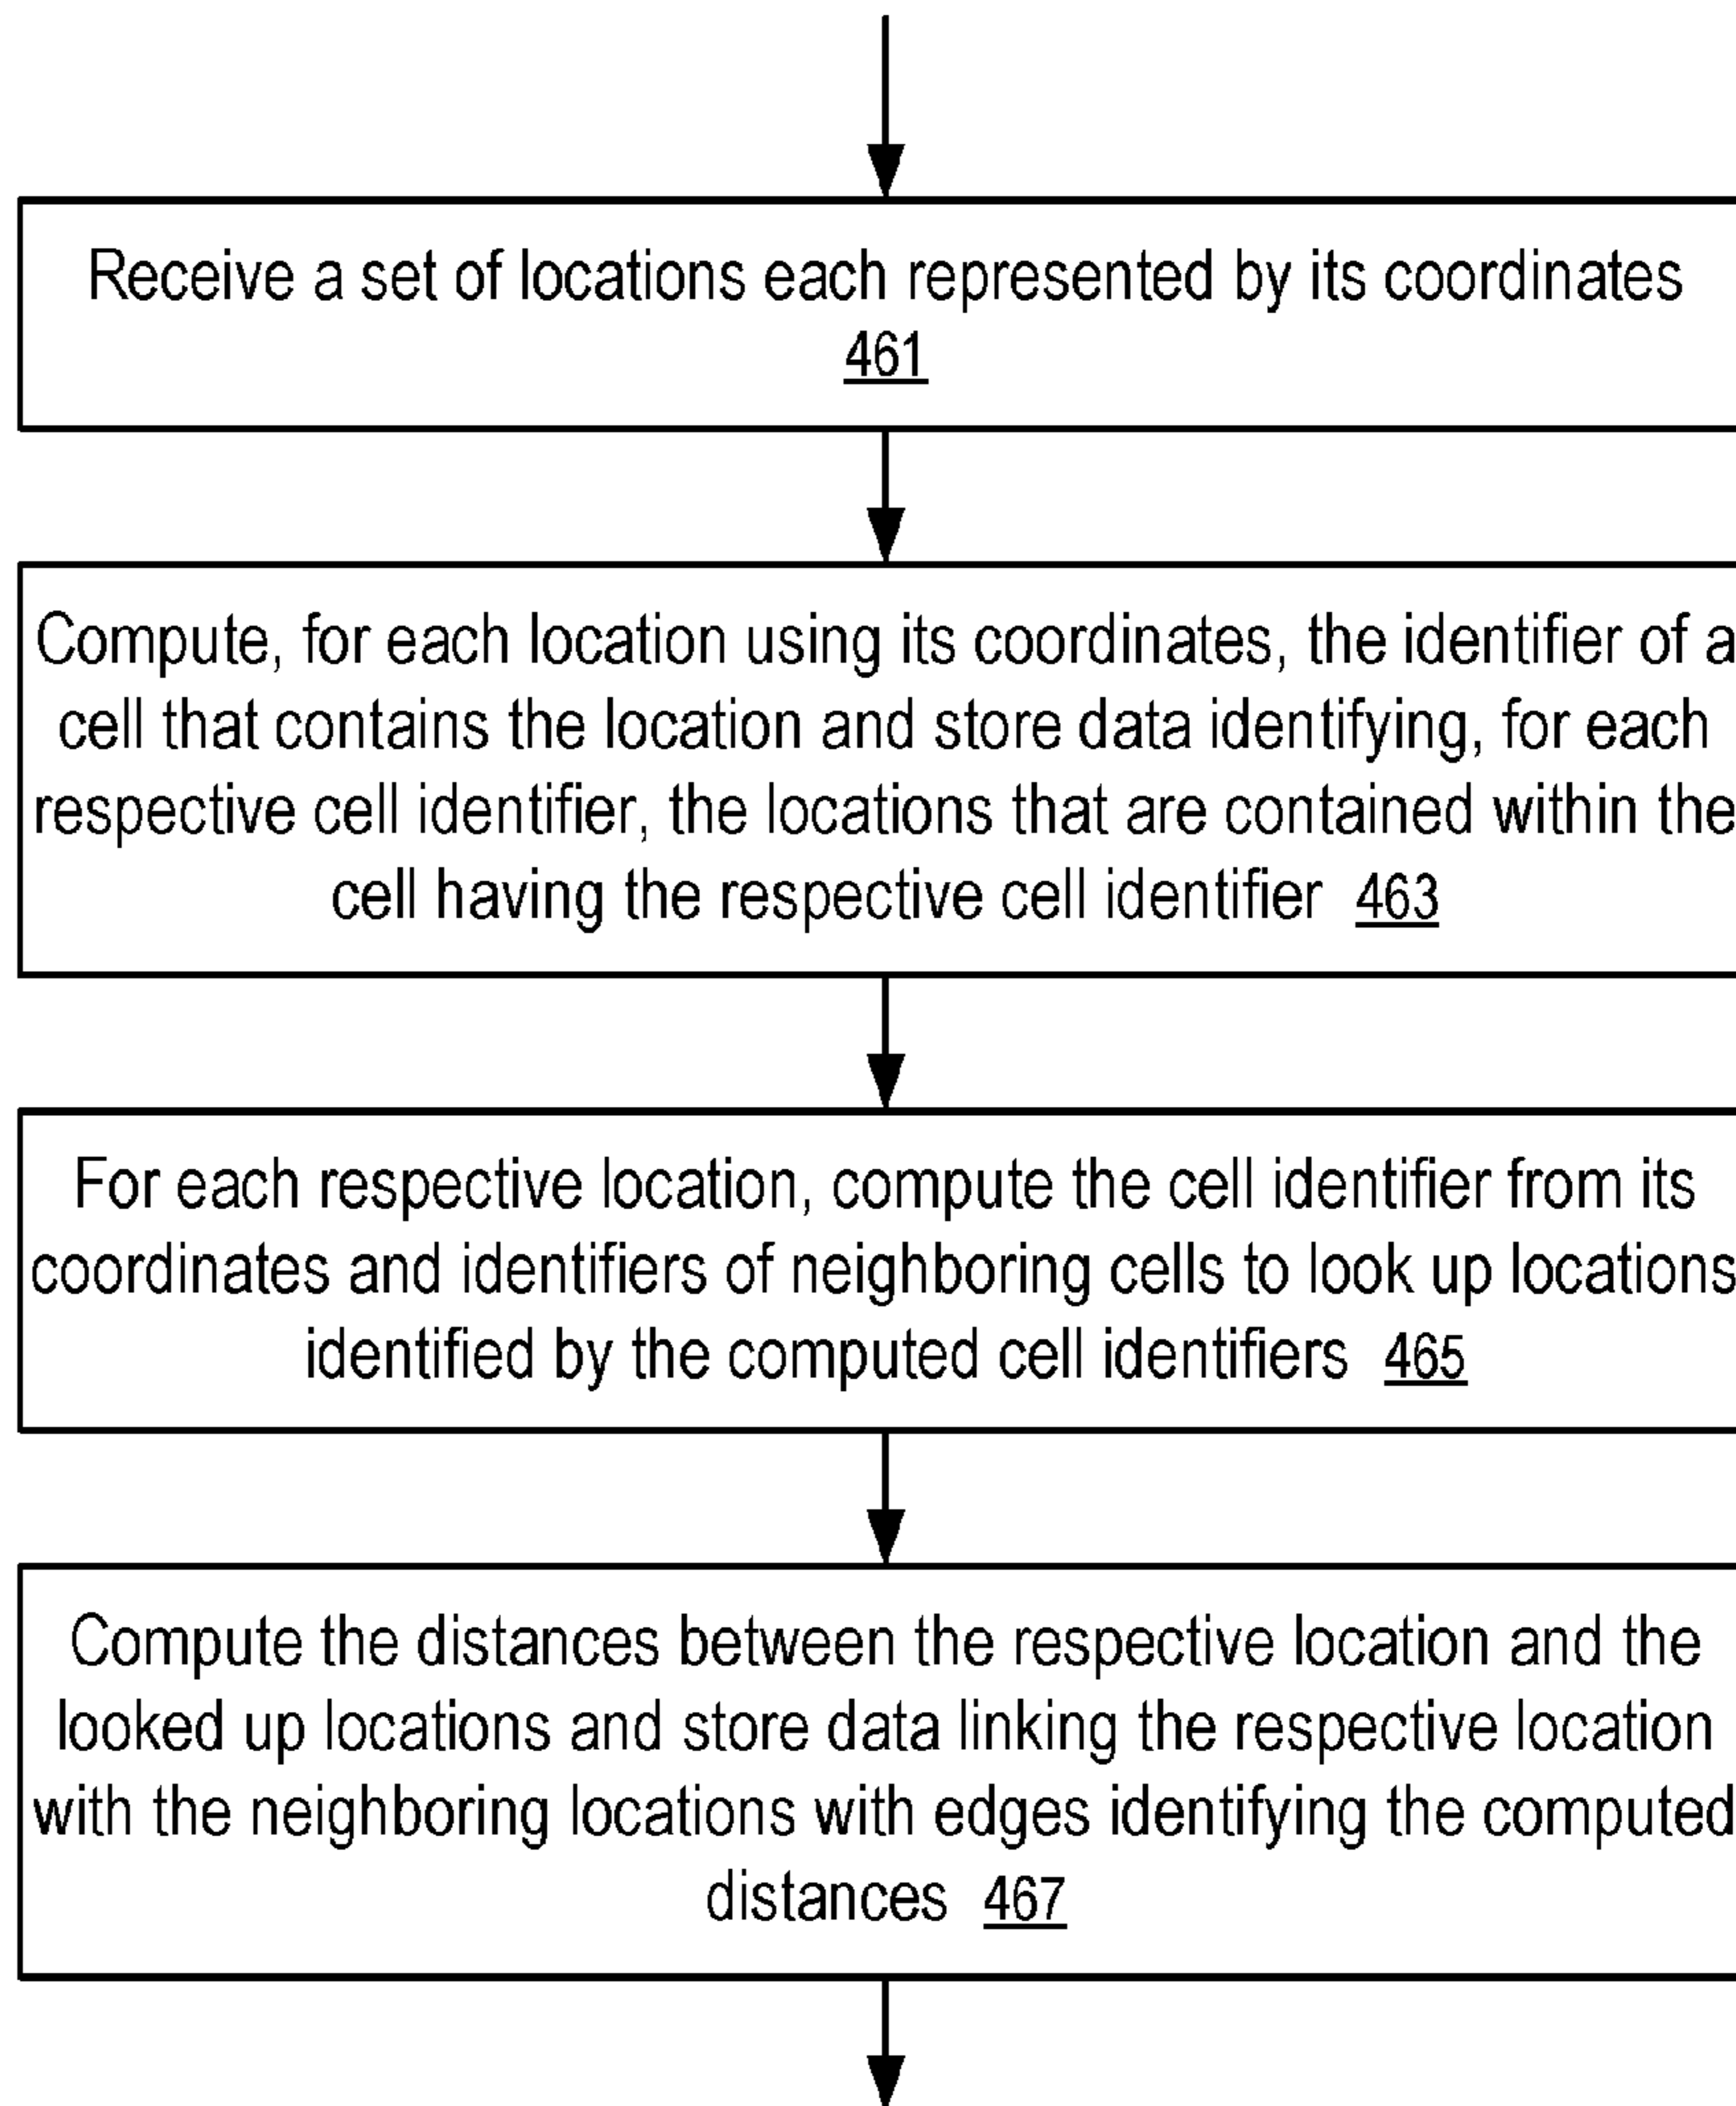 Receive a set of locations each represented by its coordinates
461
Compute, for each location using its coordinates, the identifier of a
cell that contains the location and store data identifying, for each
respective cell identifier, the locations that are contained within the
cell having the respective cell identifier 463
For each respective location, compute the cell identifier from its
coordinates and identifiers of neighboring cells to look up locations
identified by the computed cell identifiers 465
Compute the distances between the respective location and the
looked up locations and store data linking the respective location
with the neighboring locations with edges identifying the computed
distances 467